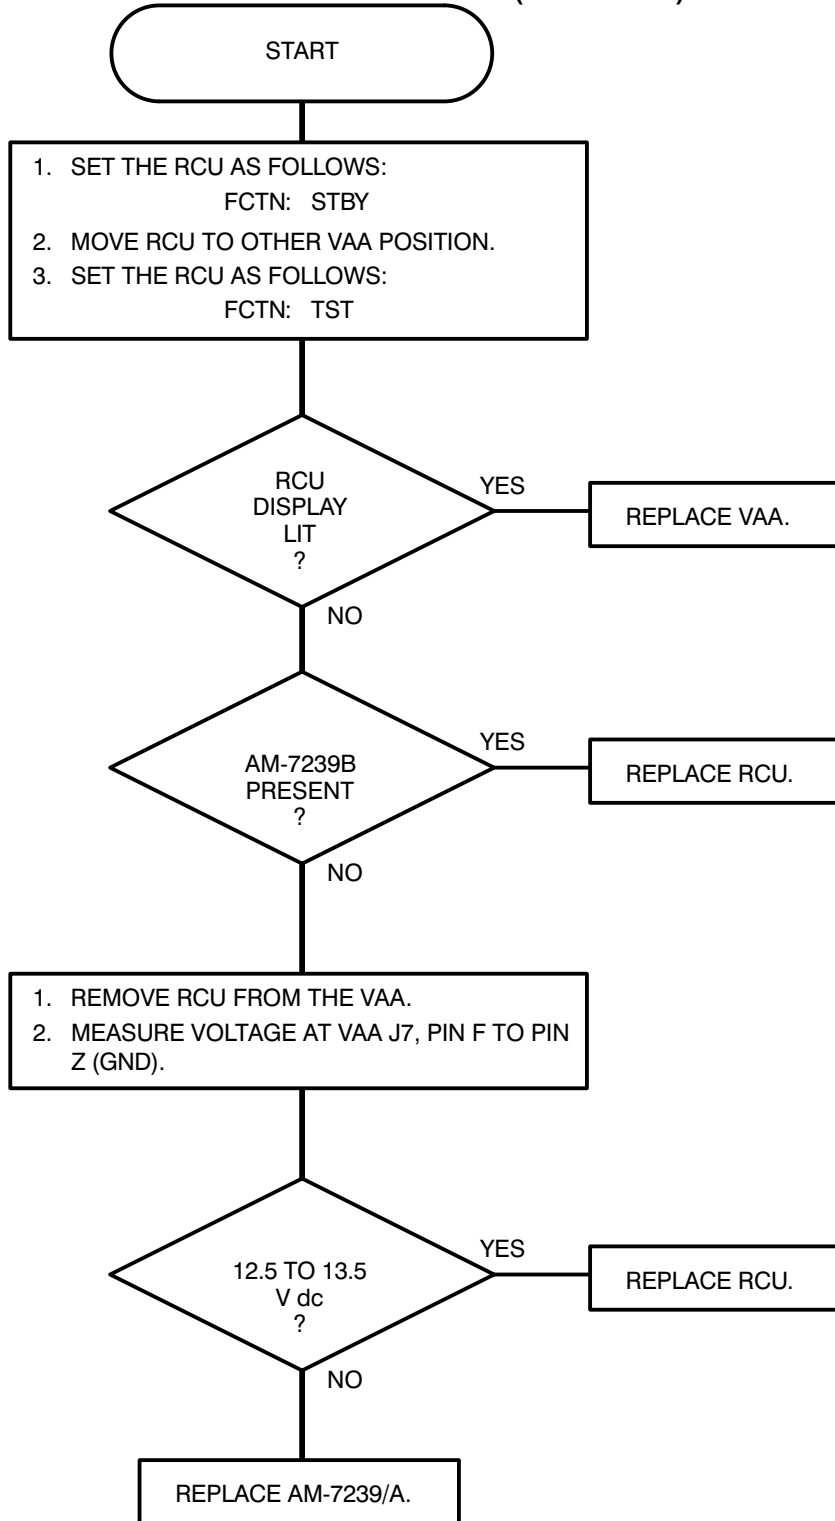 START
1. SET THE RCU AS FOLLOWS:
FCTN: STBY
2. MOVE RCU TO OTHER VAA POSITION.
3. SET THE RCU AS FOLLOWS:
FCTN: TST
RCU
DISPLAY
LIT
?
YES
REPLACE VAA.
NO
AM-7239B
PRESENT
?
YES
REPLACE RCU.
NO
1. REMOVE RCU FROM THE VAA.
2. MEASURE VOLTAGE AT VAA J7, PIN F TO PIN
Z (GND).
12.5 TO 13.5
V dc
?
YES
REPLACE RCU.
NO
REPLACE AM-7239/A.